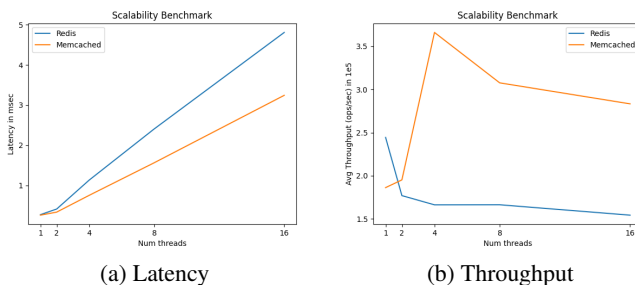 Scalability Benchmark
Redis
Memcached
Latency in msec
5
4
3
2
1
1 2 4 8 16
Num threads
(a) Latency
Scalability Benchmark
Redis
Memcached
Avg Throughput (ops/sec) in 1e5
3.5
3.0
2.5
2.0
1.5
1 2 4 8 16
Num threads
(b) Throughput